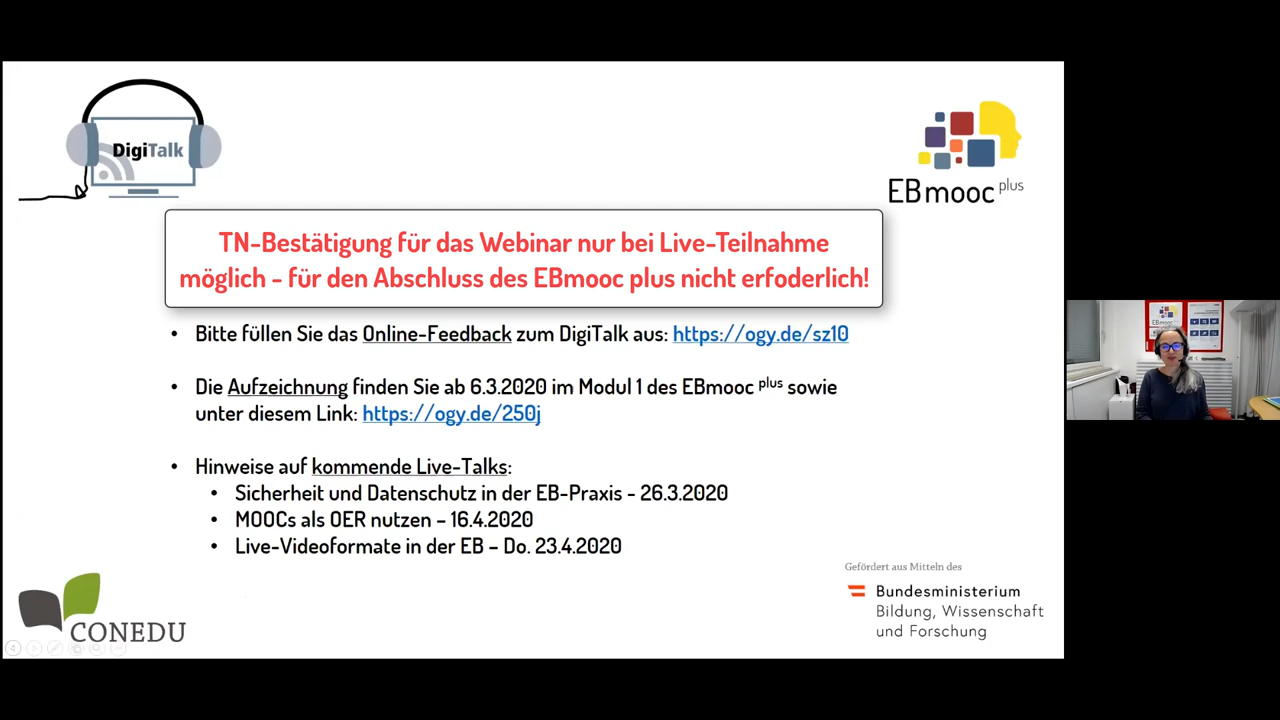 DigiTalk
EBmooc plus
TN-Bestätigung für das Webinar nur bei Live-Teilnahme
möglich - für den Abschluss des EBmooc plus nicht erfoderlich!
• Bitte füllen Sie das Online-Feedback zum DigiTalk aus: https://ogy.de/sz10
• Die Aufzeichnung finden Sie ab 6.3.2020 im Modul 1 des EBmooc plus sowie
unter diesem Link: https://ogy.de/250j
• Hinweise auf kommende Live-Talks:
• Sicherheit und Datenschutz in der EB-Praxis - 26.3.2020
• MOOCs als OER nutzen – 16.4.2020
• Live-Videoformate in der EB – Do. 23.4.2020
CONEDU
Gefördert aus Mitteln des
Bundesministerium
Bildung, Wissenschaft
und Forschung